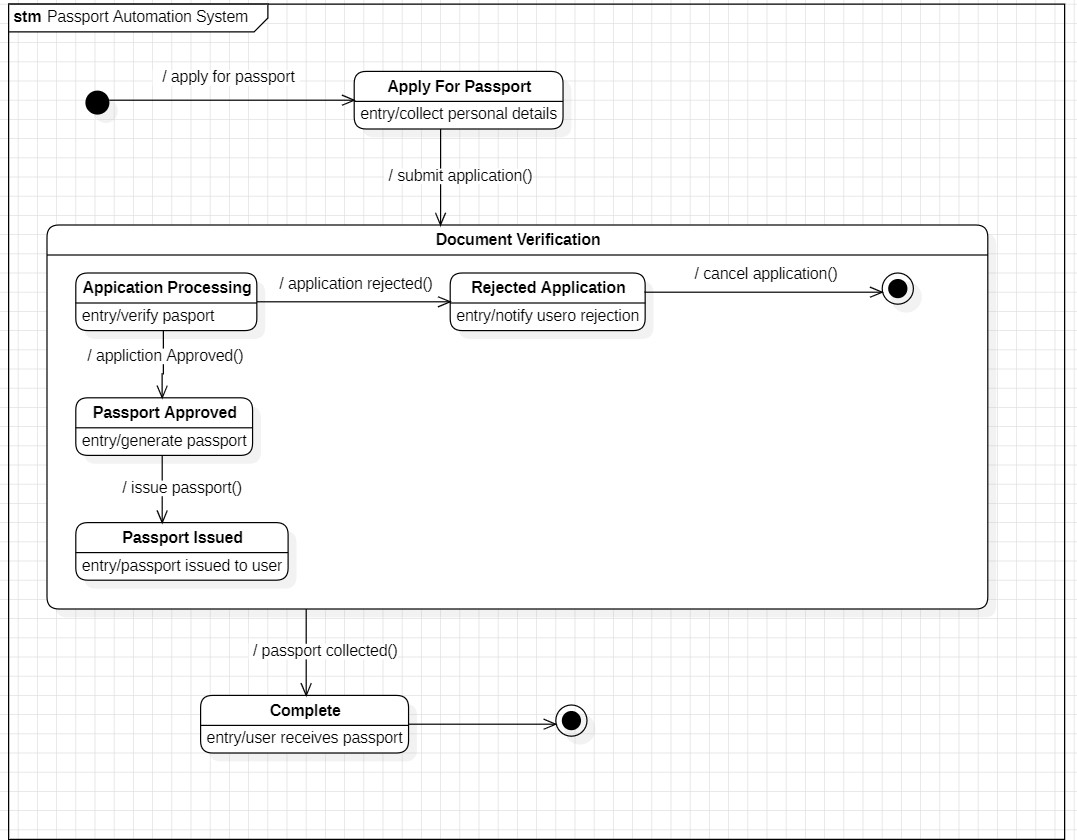 stm Passport Automation System
/ apply for passport
Apply For Passport
entry/collect personal details
/ submit application()
Document Verification
Appication Processing
entry/verify pasport
/ application rejected()
Rejected Application
entry/notify usero rejection
/ cancel application()
/ appliction Approved()
Passport Approved
entry/generate passport
/ issue passport()
Passport Issued
entry/passport issued to user
/ passport collected()
Complete
entry/user receives passport